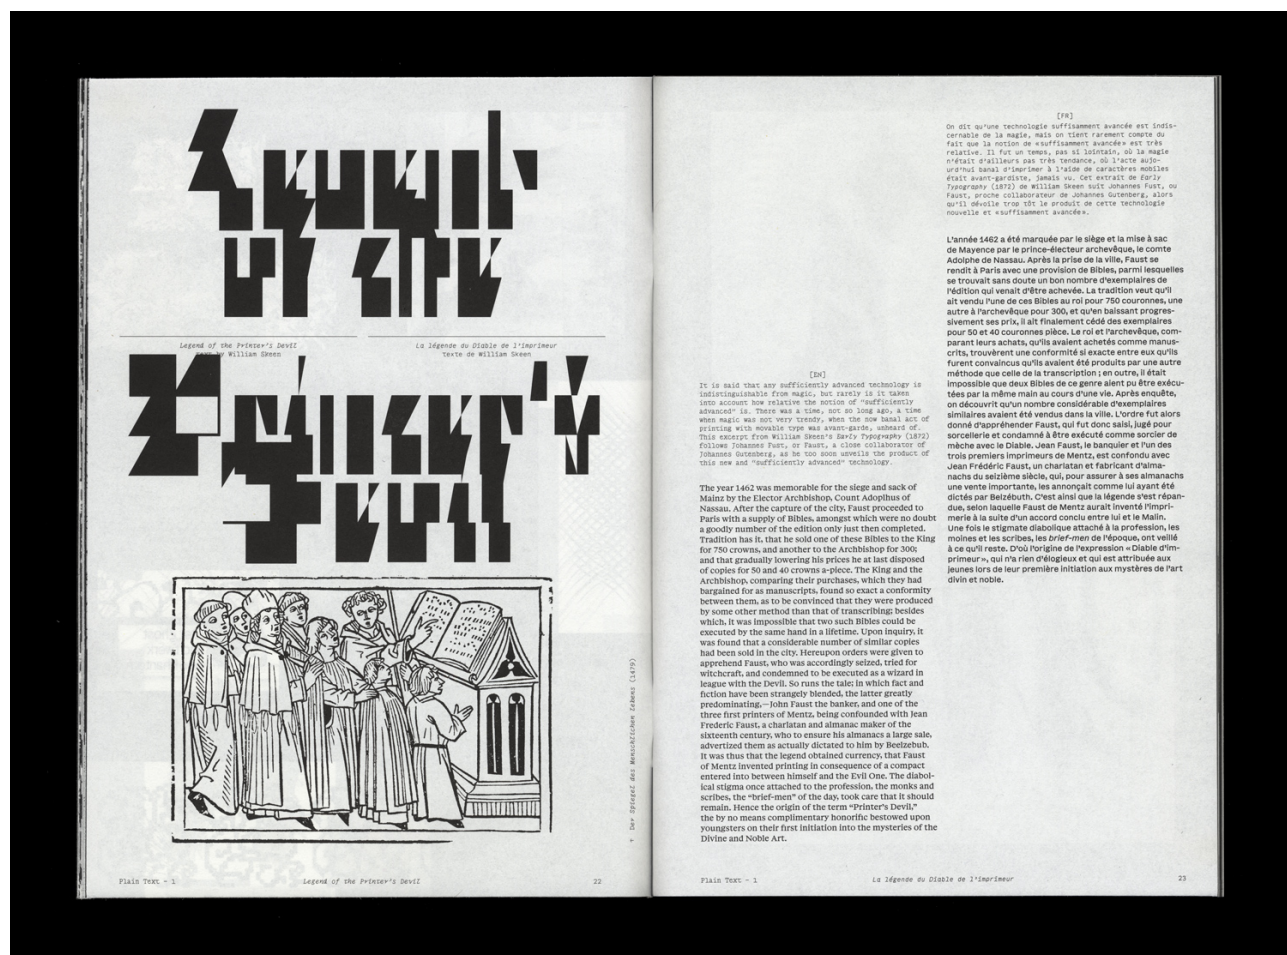 Legend
of the
Legend of the Printer's Devil
text by William Skeen
La légende du Diable de l'imprimeur
texte de William Skeen
Printer's
Devil
+ Der Spiegel des Menschlichen Lebens (1479)
Plain Text – 1
Legend of the Printer's Devil
22
[EN]
It is said that any sufficiently advanced technology is
indistinguishable from magic, but rarely is it taken
into account how relative the notion of "sufficiently
advanced" is. There was a time, not so long ago, a time
when magic was not very trendy, when the now banal act of
printing with movable type was avant-garde, unheard of.
This excerpt from William Skeen's Early Typography (1872)
follows Johannes Fust, or Faust, a close collaborator of
Johannes Gutenberg, as he too soon unveils the product of
this new and "sufficiently advanced" technology.
The year 1462 was memorable for the siege and sack of
Mainz by the Elector Archbishop, Count Adoplhus of
Nassau. After the capture of the city, Faust proceeded to
Paris with a supply of Bibles, amongst which were no doubt
a goodly number of the edition only just then completed.
Tradition has it, that he sold one of these Bibles to the King
for 750 crowns, and another to the Archbishop for 300;
and that gradually lowering his prices he at last disposed
of copies for 50 and 40 crowns a-piece. The King and the
Archbishop, comparing their purchases, which they had
bargained for as manuscripts, found so exact a conformity
between them, as to be convinced that they were produced
by some other method than that of transcribing; besides
which, it was impossible that two such Bibles could be
executed by the same hand in a lifetime. Upon inquiry, it
was found that a considerable number of similar copies
had been sold in the city. Hereupon orders were given to
apprehend Faust, who was accordingly seized, tried for
witchcraft, and condemned to be executed as a wizard in
league with the Devil. So runs the tale; in which fact and
fiction have been strangely blended, the latter greatly
predominating,—John Faust the banker, and one of the
three first printers of Mentz, being confounded with Jean
Frederic Faust, a charlatan and almanac maker of the
sixteenth century, who to ensure his almanacs a large sale,
advertized them as actually dictated to him by Beelzebub.
It was thus that the legend obtained currency, that Faust
of Mentz invented printing in consequence of a compact
entered into between himself and the Evil One. The diabol-
ical stigma once attached to the profession, the monks and
scribes, the "brief-men" of the day, took care that it should
remain. Hence the origin of the term "Printer's Devil,"
the by no means complimentary honorific bestowed upon
youngsters on their first initiation into the mysteries of the
Divine and Noble Art.
[FR]
On dit qu'une technologie suffisamment avancée est indis-
cernable de la magie, mais on tient rarement compte du
fait que la notion de «suffisamment avancée» est très
relative. Il fut un temps, pas si lointain, où la magie
n'était d'ailleurs pas très tendance, où l'acte aujo-
urd'hui banal d'imprimer à l'aide de caractères mobiles
était avant-gardiste, jamais vu. Cet extrait de Early
Typography (1872) de William Skeen suit Johannes Fust, ou
Faust, proche collaborateur de Johannes Gutenberg, alors
qu'il dévoile trop tôt le produit de cette technologie
nouvelle et «suffisamment avancée».
L'année 1462 a été marquée par le siège et la mise à sac
de Mayence par le prince-électeur archevêque, le comte
Adolphe de Nassau. Après la prise de la ville, Faust se
rendit à Paris avec une provision de Bibles, parmi lesquelles
se trouvait sans doute un bon nombre d'exemplaires de
l'édition qui venait d'être achevée. La tradition veut qu'il
ait vendu l'une de ces Bibles au roi pour 750 couronnes, une
autre à l'archevêque pour 300, et qu'en baissant progres-
sivement ses prix, il ait finalement cédé des exemplaires
pour 50 et 40 couronnes pièce. Le roi et l'archevêque, com-
parant leurs achats, qu'ils avaient achetés comme manus-
crits, trouvèrent une conformité si exacte entre eux qu'ils
furent convaincus qu'ils avaient été produits par une autre
méthode que celle de la transcription ; en outre, il était
impossible que deux Bibles de ce genre aient pu être exécu-
tées par la même main au cours d'une vie. Après enquête,
on découvrit qu'un nombre considérable d'exemplaires
similaires avaient été vendus dans la ville. L'ordre fut alors
donné d'appréhender Faust, qui fut donc saisi, jugé pour
sorcellerie et condamné à être exécuté comme sorcier de
mèche avec le Diable. Jean Faust, le banquier et l'un des
trois premiers imprimeurs de Mentz, est confondu avec
Jean Frédéric Faust, un charlatan et fabricant d'alma-
nachs du seizième siècle, qui, pour assurer à ses almanachs
une vente importante, les annonçait comme lui ayant été
dictés par Belzébuth. C'est ainsi que la légende s'est répan-
due, selon laquelle Faust de Mentz aurait inventé l'impri-
merie à la suite d'un accord conclu entre lui et le Malin.
Une fois le stigmate diabolique attaché à la profession, les
moines et les scribes, les brief-men de l'époque, ont veillé
à ce qu'il reste. D'où l'origine de l'expression «Diable d'im-
primeur», qui n'a rien d'élogieux et qui est attribuée aux
jeunes lors de leur première initiation aux mystères de l'art
divin et noble.
Plain Text – 1
La légende du Diable de l'imprimeur
23